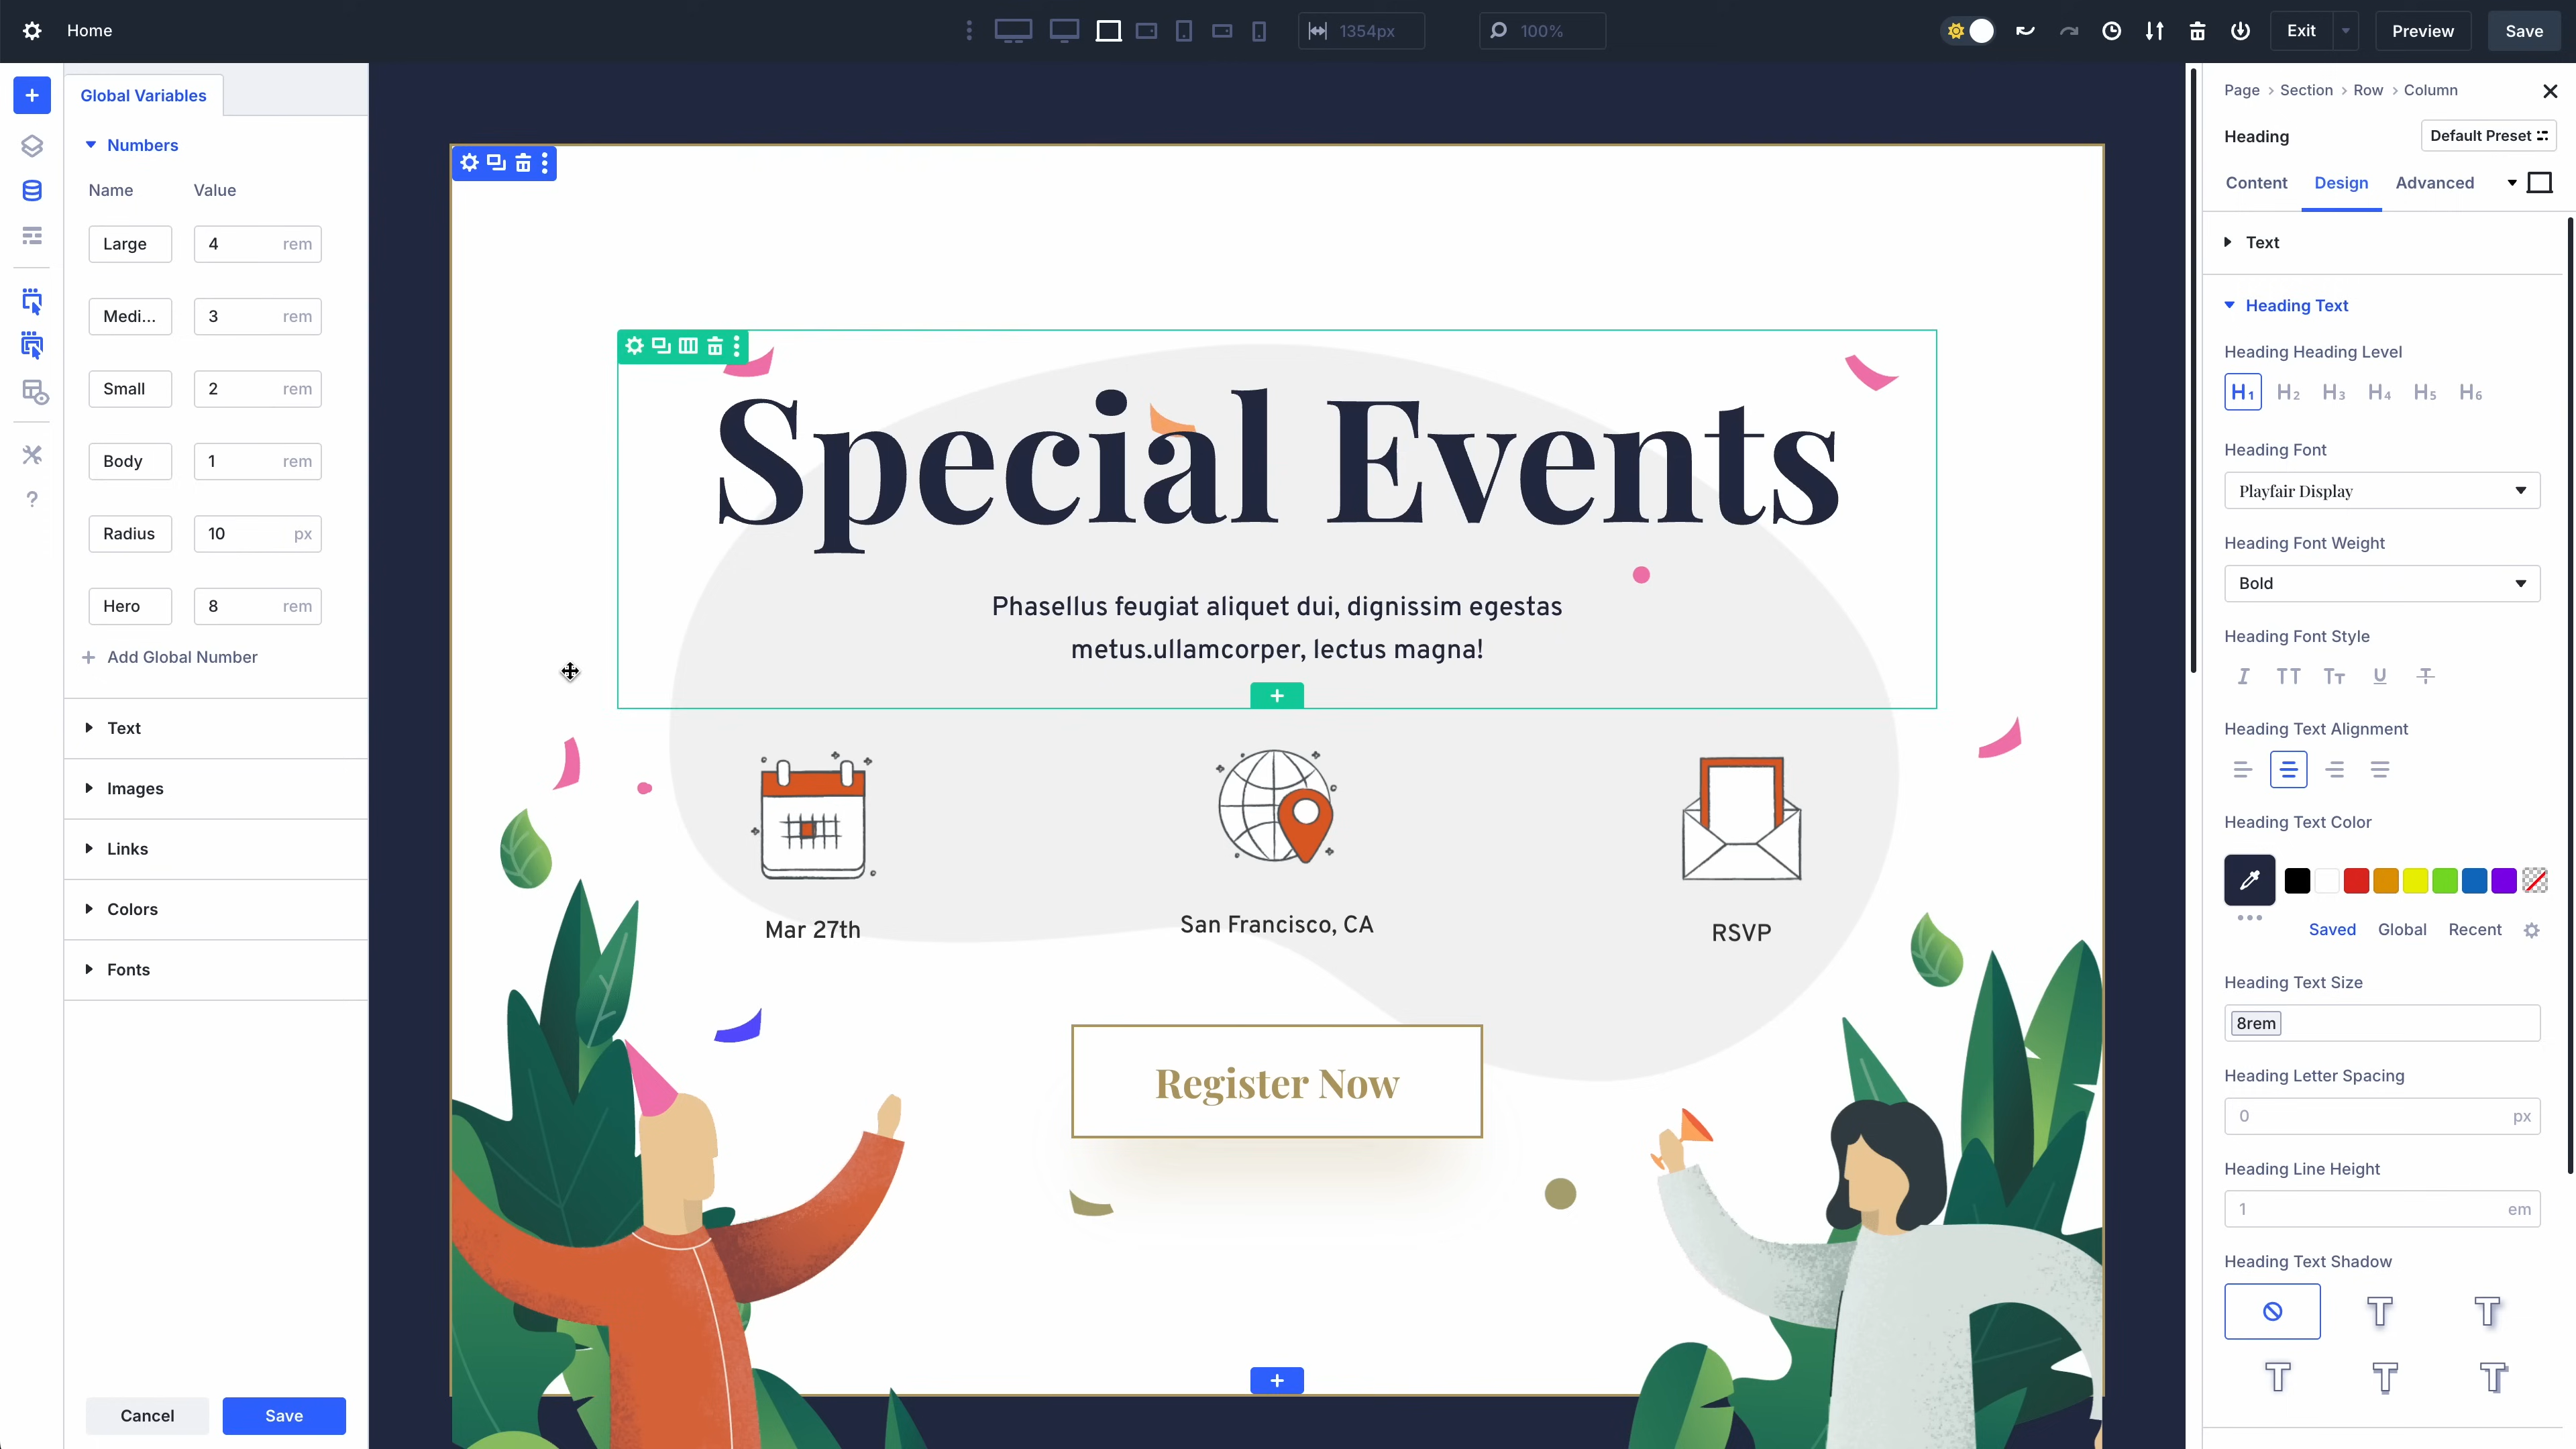 Home
1354px
100%
Exit
Preview
Save
Global Variables
Numbers
Name Value
Large 4 rem
Medi... 3 rem
Small 2 rem
Body 1 rem
Radius 10 px
Hero 8 rem
Add Global Number
Text
Images
Links
Colors
Fonts
Cancel
Save
Special Events
Phasellus feugiat aliquet dui, dignissim egestas
metus.ullamcorper, lectus magna!
Mar 27th
San Francisco, CA
RSVP
Register Now
Page > Section > Row > Column
Heading
Default Preset
Content Design Advanced
Text
Heading Text
Heading Heading Level
H1 H2 H3 H4 H5 H6
Heading Font
Playfair Display
Heading Font Weight
Bold
Heading Font Style
I TT TT U T
Heading Text Alignment
Heading Text Color
Saved Global Recent
Heading Text Size
8rem
Heading Letter Spacing
0 px
Heading Line Height
1 em
Heading Text Shadow
T T
T T T